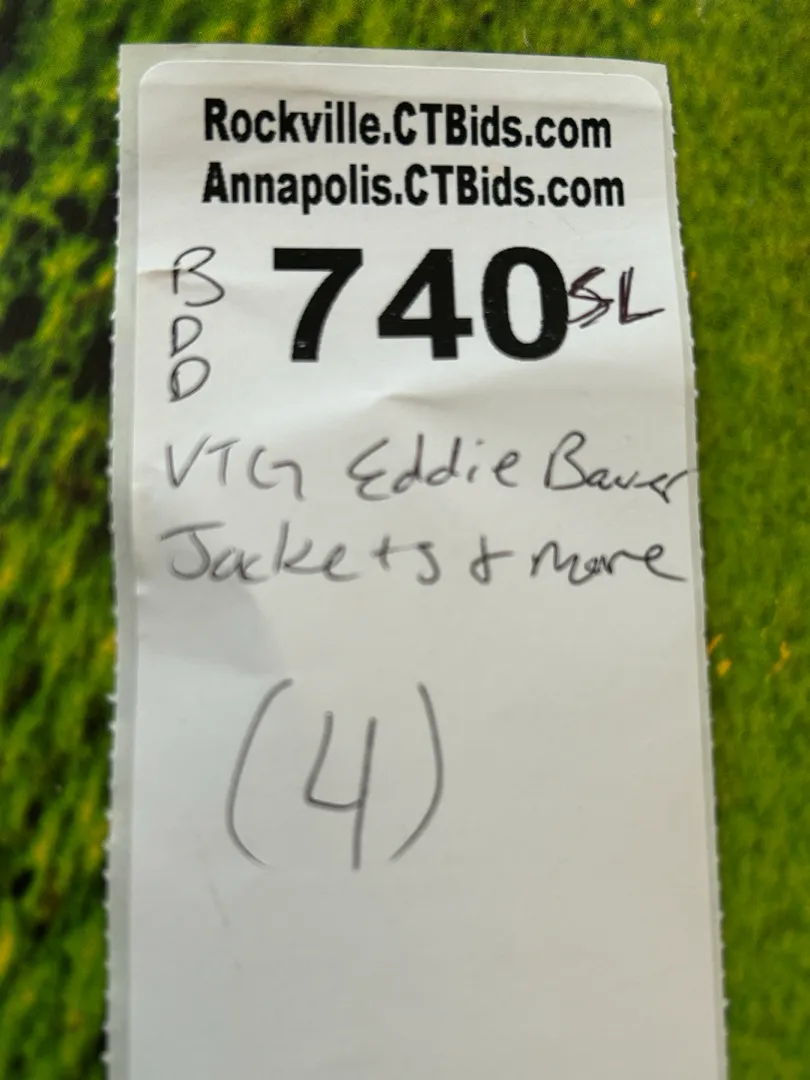 Rockville.CTBids.com
Annapolis.CTBids.com
B
D
D
740 SL
VTG Eddie Bauer
Jackets & more
(4)